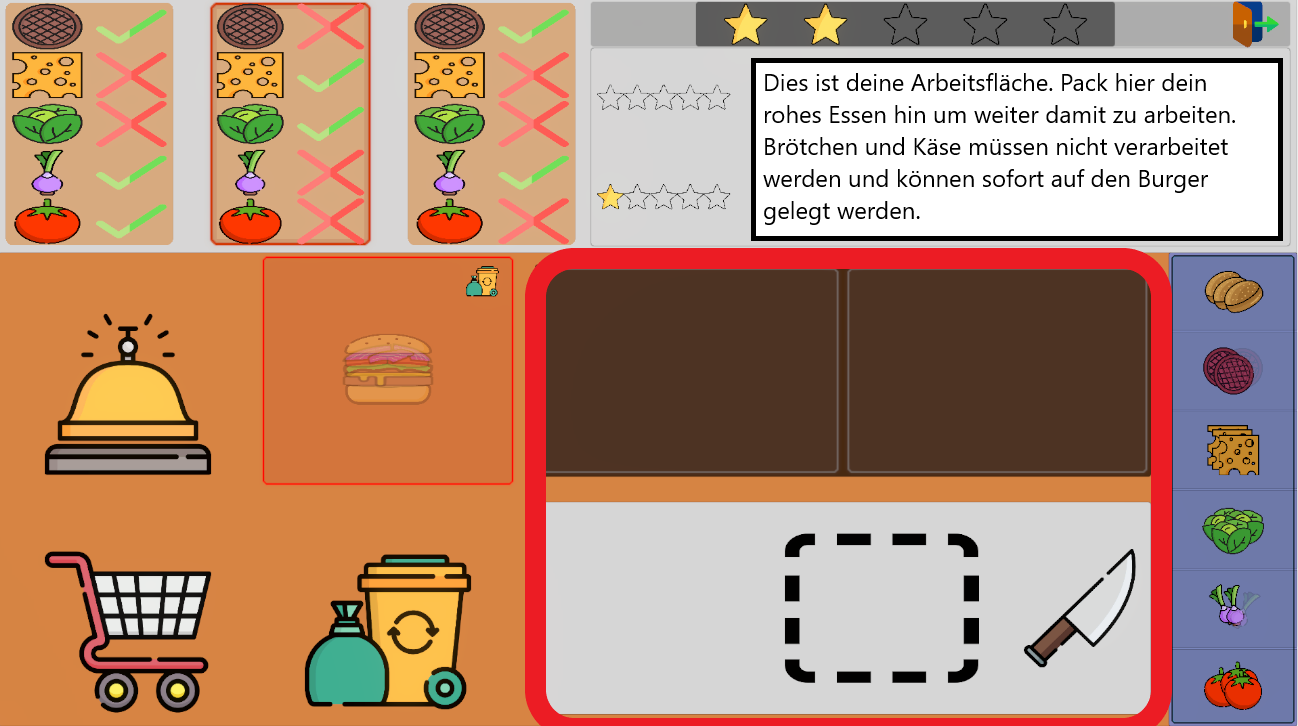 Dies ist deine Arbeitsfläche. Pack hier dein
rohes Essen hin um weiter damit zu arbeiten.
Brötchen und Käse müssen nicht verarbeitet
werden und können sofort auf den Burger
gelegt werden.